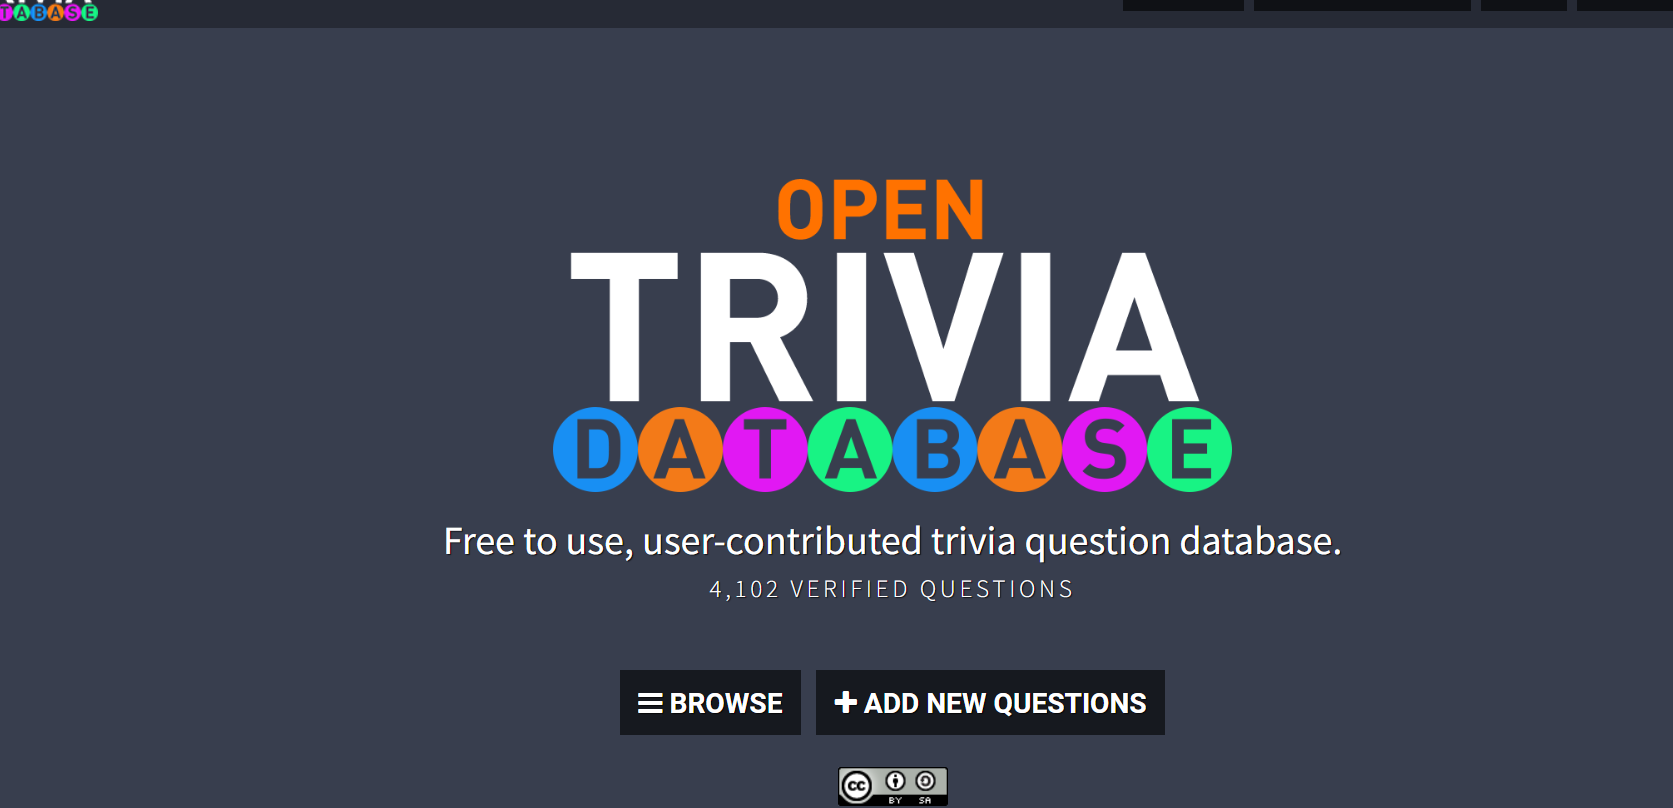 TABASE
OPEN
TRIVIA
DATABASE
Free to use, user-contributed trivia question database.
4,102 VERIFIED QUESTIONS
BROWSE
ADD NEW QUESTIONS
cc
BY SA